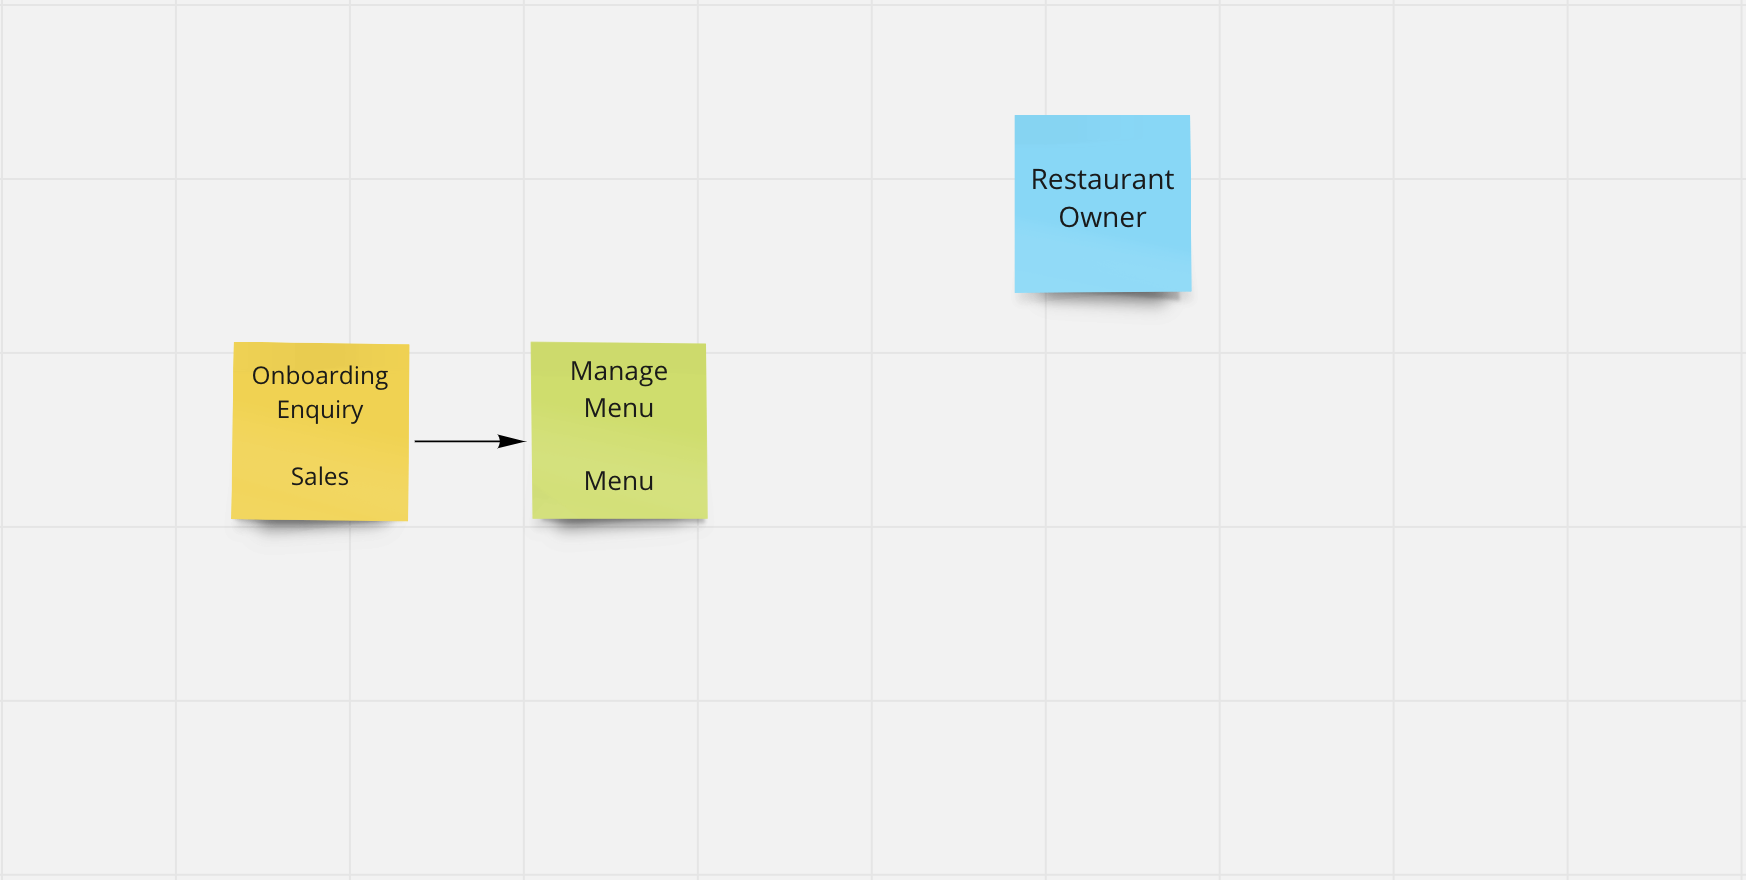 Restaurant
Owner
Onboarding
Enquiry
Sales
Manage
Menu
Menu